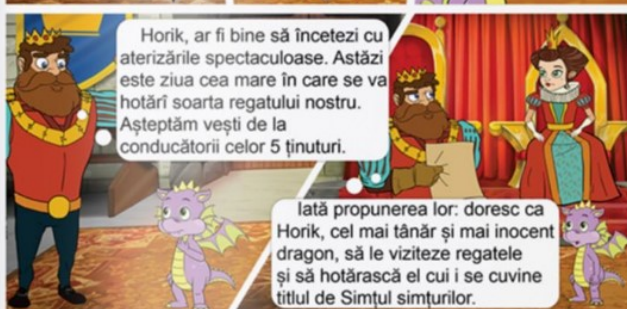 Horik, ar fi bine să încetezi cu
aterizările spectaculoase. Astăzi
este ziua cea mare în care se va
hotărî soarta regatului nostru.
Așteptăm vești de la
conducătorii celor 5 ținuturi.
Iată propunerea lor: doresc ca
Horik, cel mai tânăr și mai inocent
dragon, să le viziteze regatele
și să hotărască el cui i se cuvine
titlul de Simțul simțurilor.